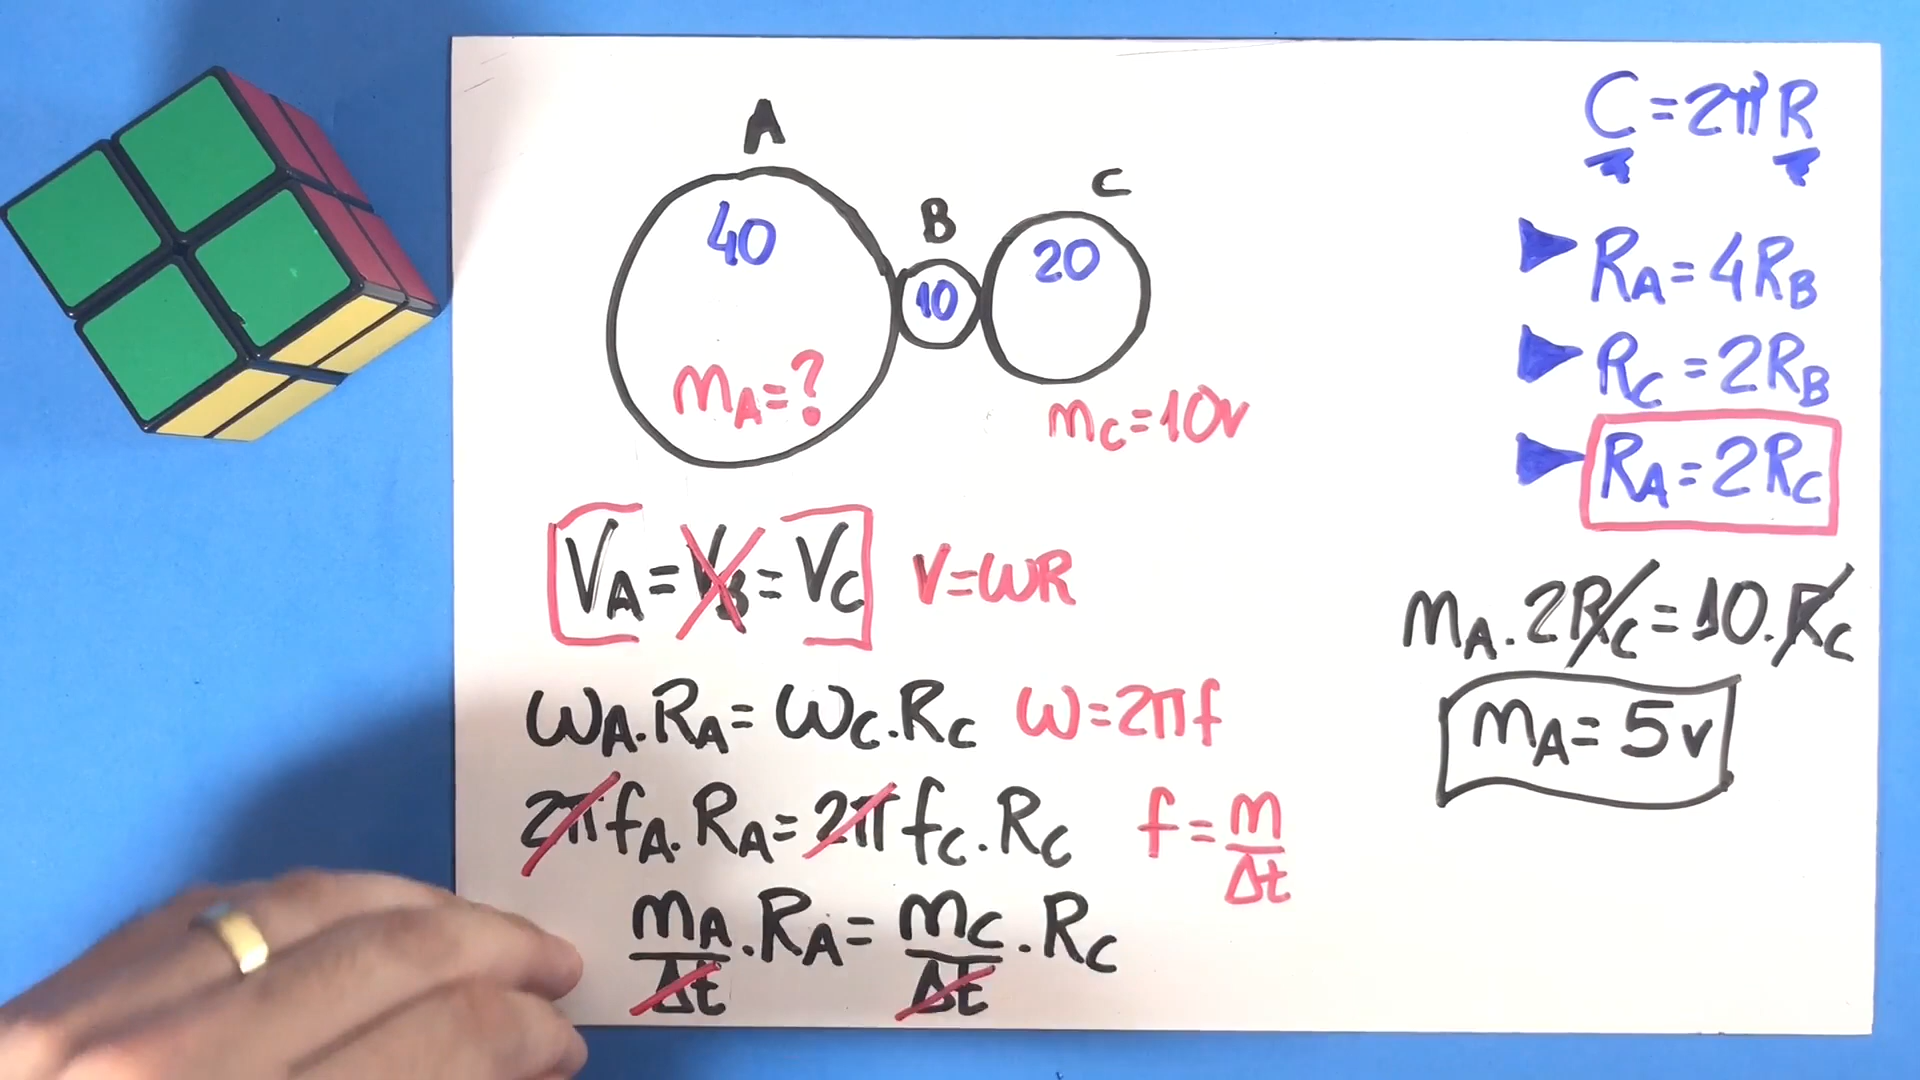 A
B
C
40
10
20
mA=?
mC=10v
VA=VB=VC
V=ωR
ωA.RA=ωC.RC
ω=2πf
2πfA.RA=2πfC.RC
f=m/Δt
mA/Δt.RA=mC/Δt.RC
C=2πR
RA=4RB
RC=2RB
RA=2RC
mA.2RC=10.RC
mA=5v